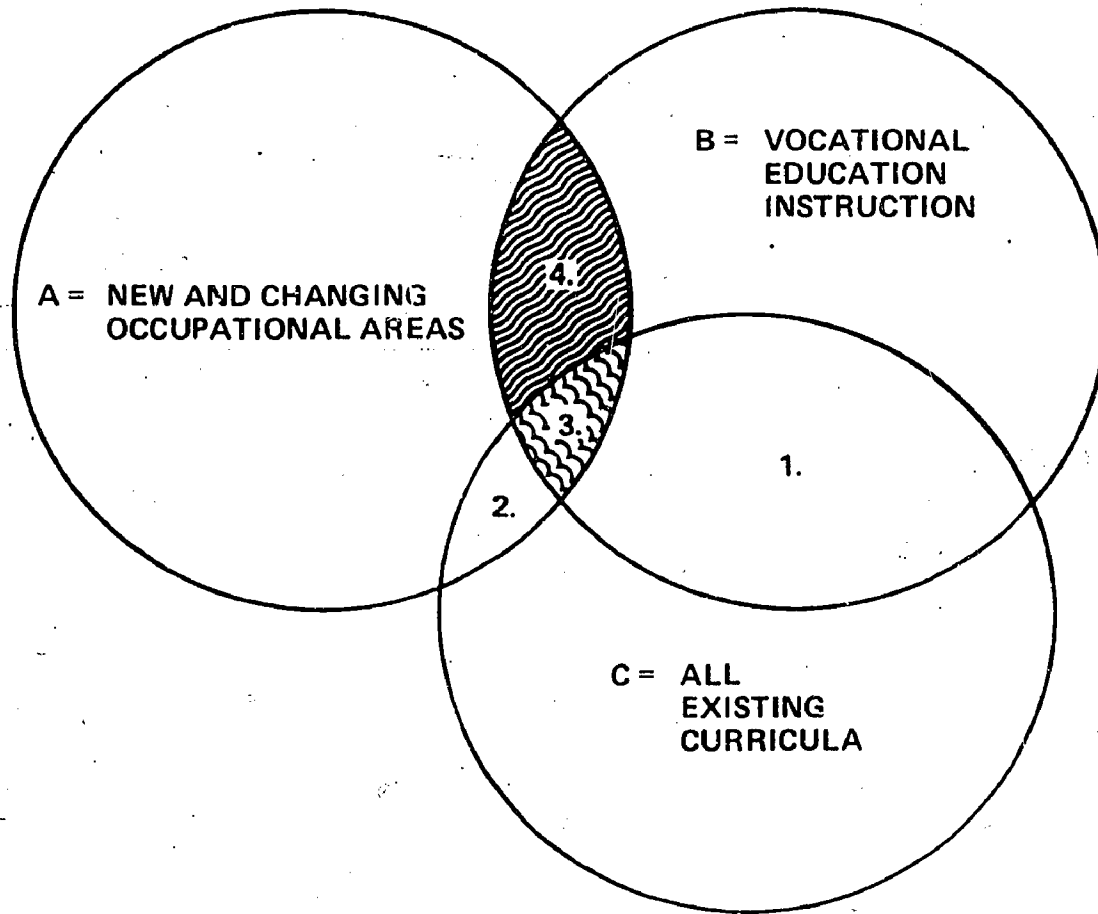 B = VOCATIONAL
EDUCATION
INSTRUCTION
4.
A = NEW AND CHANGING
OCCUPATIONAL AREAS
3.
1.
2.
C = ALL
EXISTING
CURRICULA